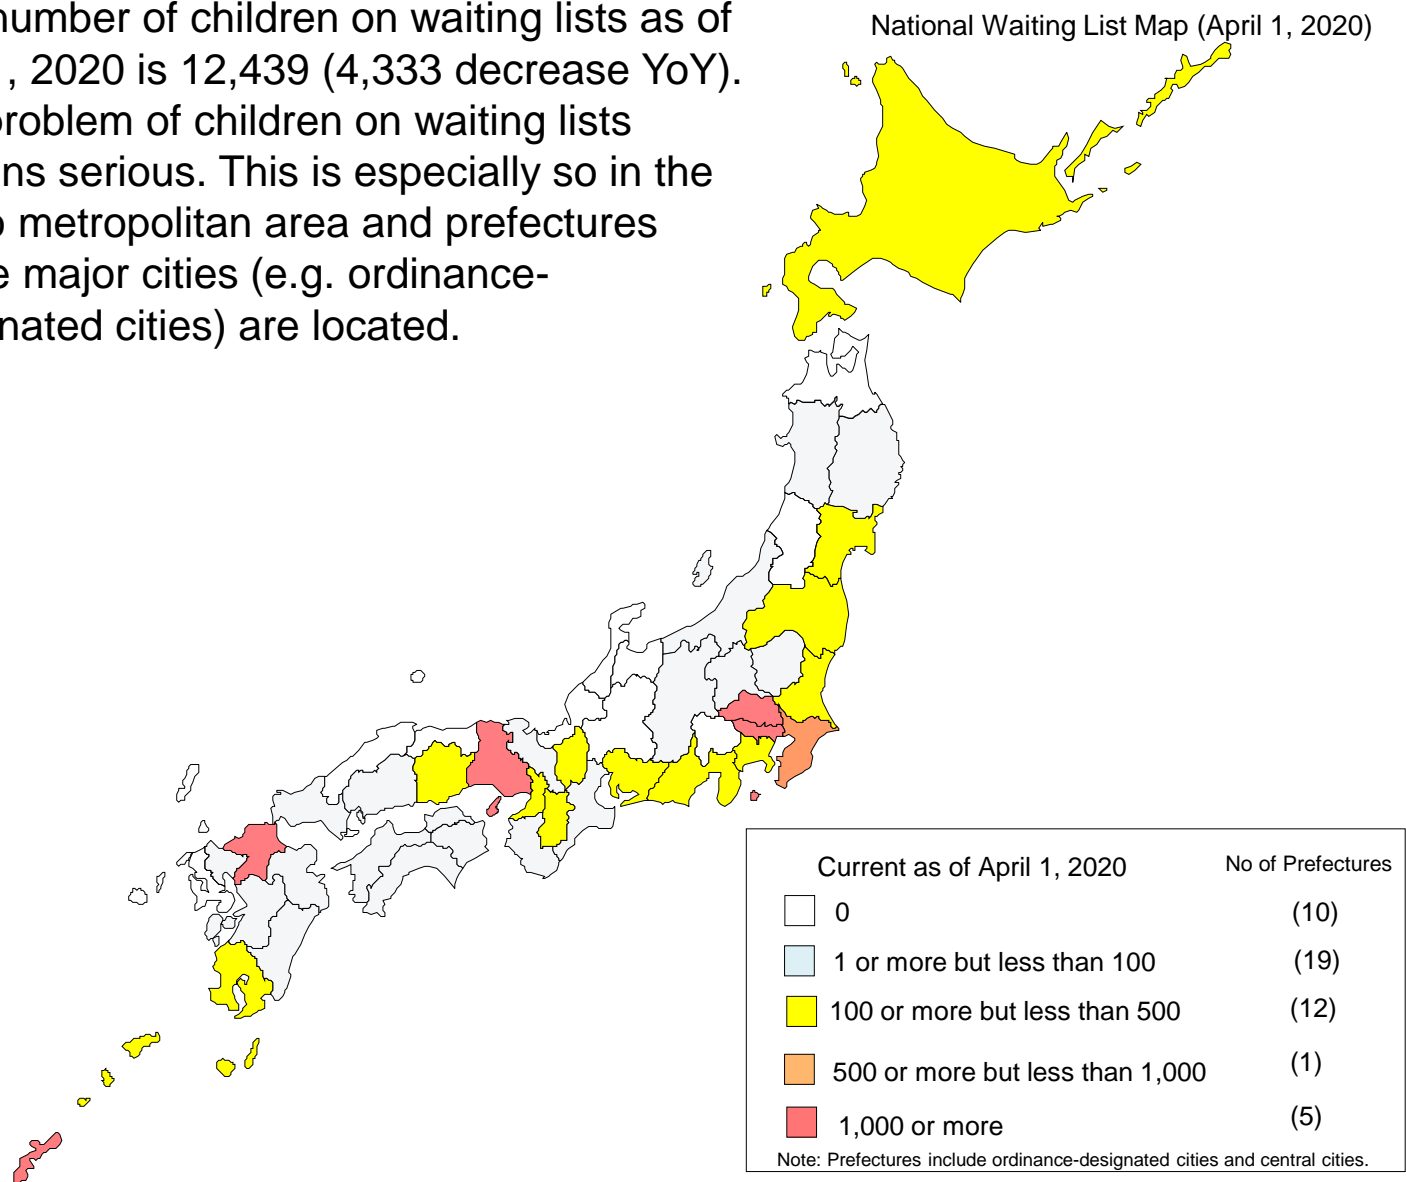 number of children on waiting lists as of
, 2020 is 12,439 (4,333 decrease YoY).
problem of children on waiting lists
ns serious. This is especially so in the
metropolitan area and prefectures
major cities (e.g. ordinance-
nated cities) are located.
National Waiting List Map (April 1, 2020)
Current as of April 1, 2020 No of Prefectures
0 (10)
1 or more but less than 100 (19)
100 or more but less than 500 (12)
500 or more but less than 1,000 (1)
1,000 or more (5)
Note: Prefectures include ordinance-designated cities and central cities.